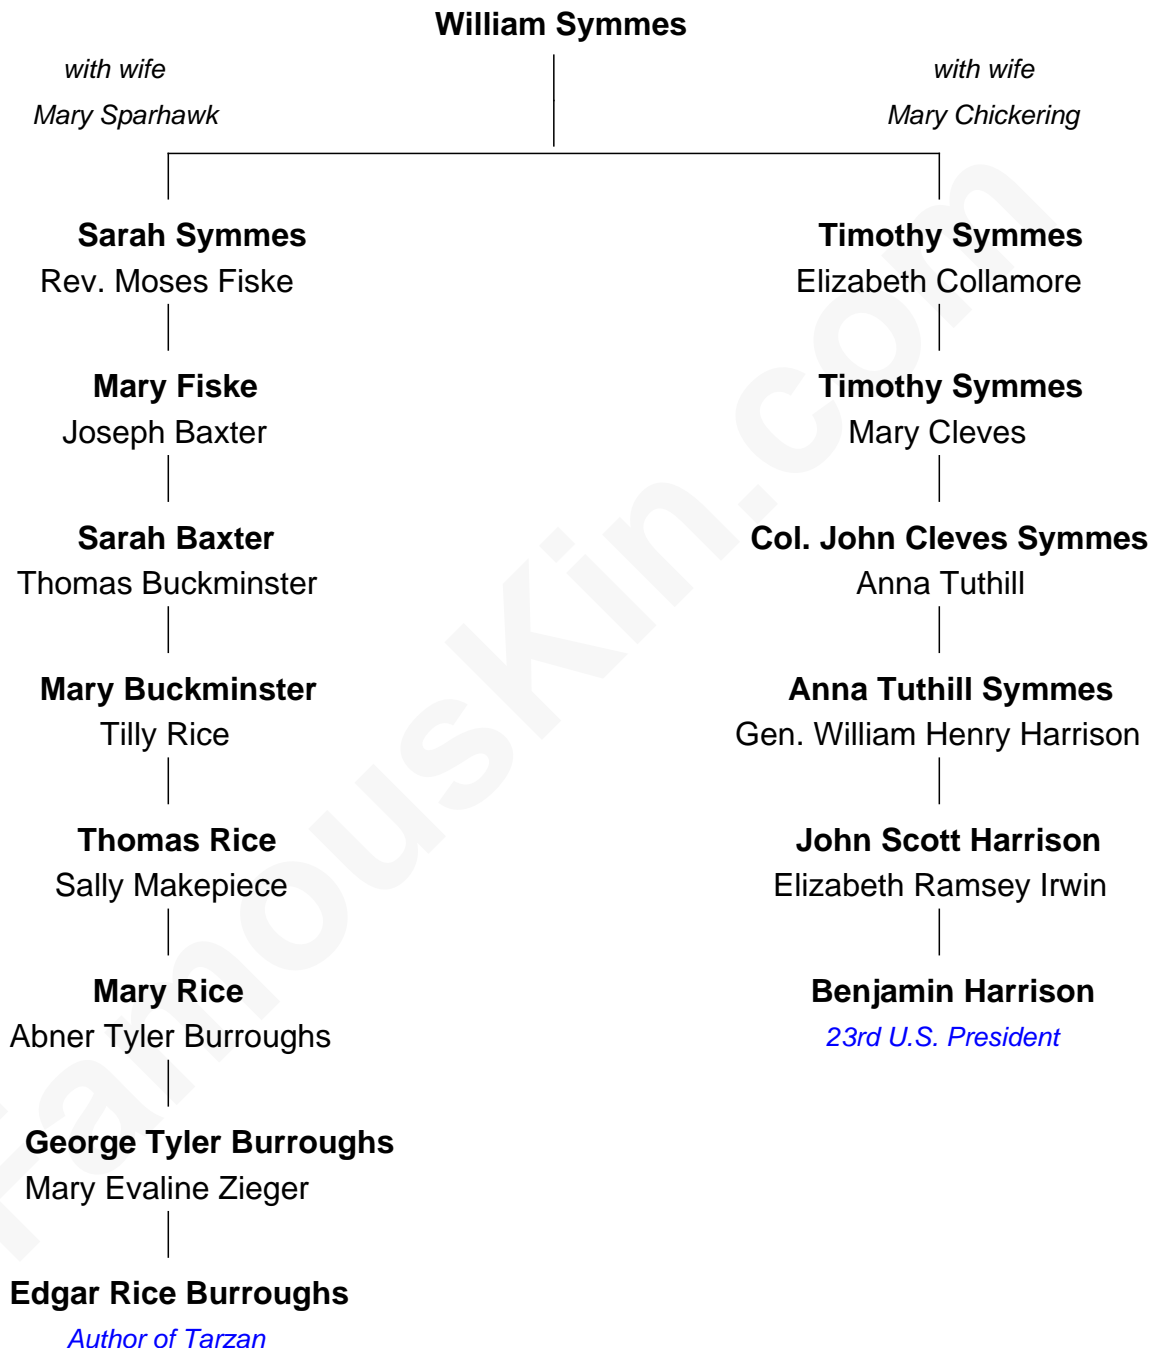 William Symmes
with wife
Mary Sparhawk
with wife
Mary Chickering
Sarah Symmes
Rev. Moses Fiske
Timothy Symmes
Elizabeth Collamore
Mary Fiske
Joseph Baxter
Timothy Symmes
Mary Cleves
Sarah Baxter
Thomas Buckminster
Col. John Cleves Symmes
Anna Tuthill
Mary Buckminster
Tilly Rice
Anna Tuthill Symmes
Gen. William Henry Harrison
Thomas Rice
Sally Makepiece
John Scott Harrison
Elizabeth Ramsey Irwin
Mary Rice
Abner Tyler Burroughs
Benjamin Harrison
23rd U.S. President
George Tyler Burroughs
Mary Evaline Zieger
Edgar Rice Burroughs
Author of Tarzan
FamousKin.com